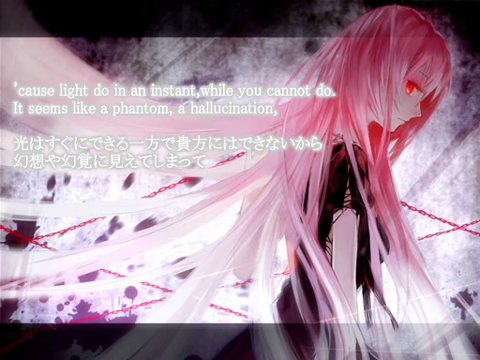 'cause light do in an instant,while you cannot do.
It seems like a phantom, a hallucination,
光はすぐにできる一方で貴方にはできないから
幻想や幻覚に見えてしまって